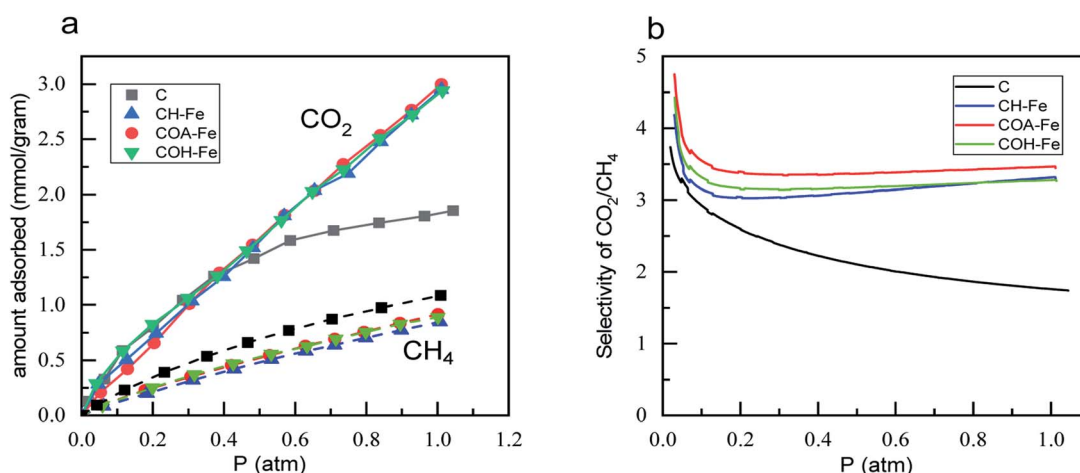 a
amount adsorbed (mmol/gram)
3.0
2.5
2.0
1.5
1.0
0.5
0.0
C
CH-Fe
COA-Fe
COH-Fe
CO2
CH4
0.0 0.2 0.4 0.6 0.8 1.0 1.2
P (atm)
b
Selectivity of CO2/CH4
5
4
3
2
1
0
C
CH-Fe
COA-Fe
COH-Fe
0.0 0.2 0.4 0.6 0.8 1.0
P (atm)